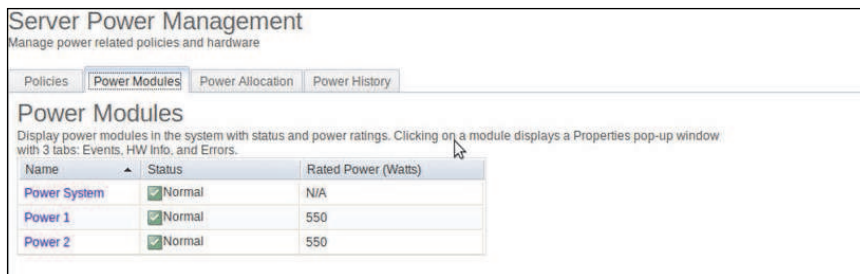 Server Power Management
Manage power related policies and hardware
Policies Power Modules Power Allocation Power History
Power Modules
Display power modules in the system with status and power ratings. Clicking on a module displays a Properties pop-up window
with 3 tabs: Events, HW Info, and Errors.
Name Status Rated Power (Watts)
Power System Normal N/A
Power 1 Normal 550
Power 2 Normal 550